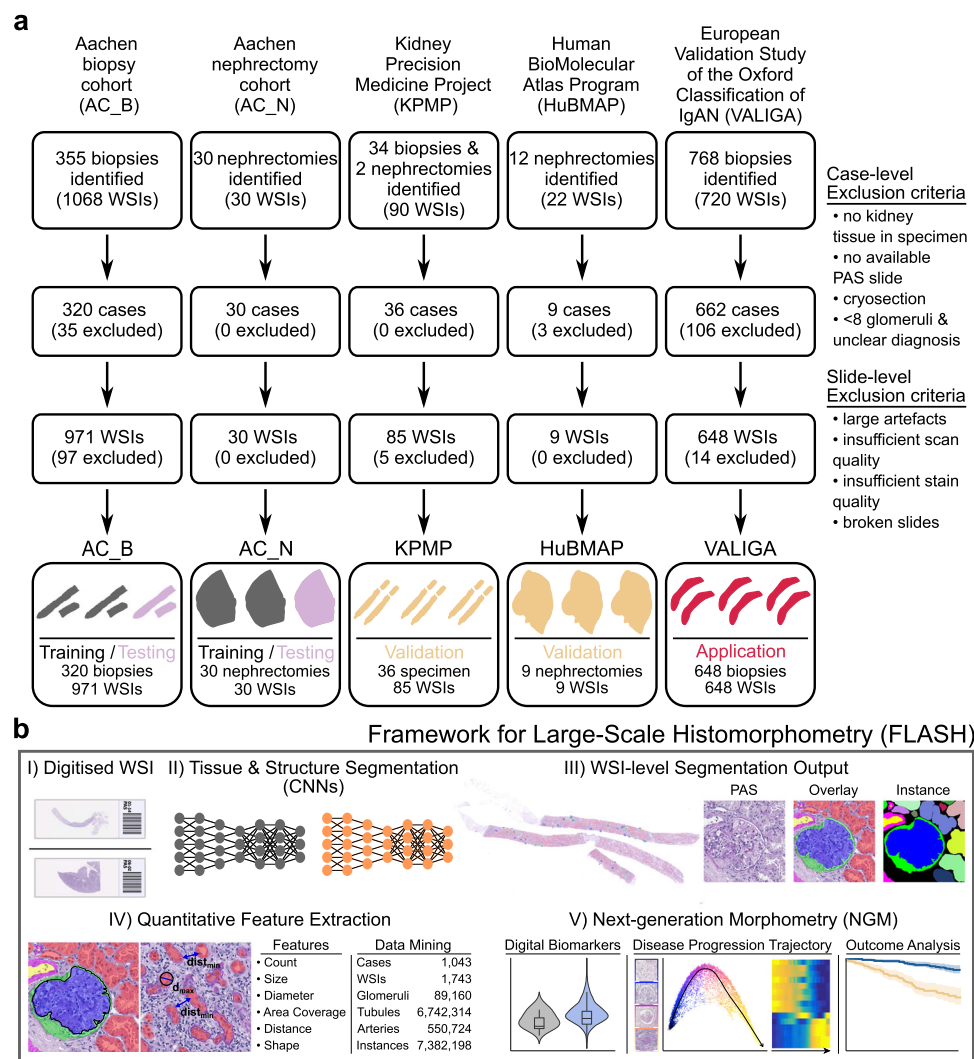 a
Aachen
biopsy
cohort
(AC_B)
Aachen
nephrectomy
cohort
(AC_N)
Kidney
Precision
Medicine Project
(KPMP)
Human
BioMolecular
Atlas Program
(HuBMAP)
European
Validation Study
of the Oxford
Classification of
IgAN (VALIGA)
355 biopsies
identified
(1068 WSIs)
30 nephrectomies
identified
(30 WSIs)
34 biopsies &
2 nephrectomies
identified
(90 WSIs)
12 nephrectomies
identified
(22 WSIs)
768 biopsies
identified
(720 WSIs)
Case-level
Exclusion criteria
• no kidney
tissue in specimen
• no available
PAS slide
• cryosection
• <8 glomeruli &
unclear diagnosis
320 cases
(35 excluded)
30 cases
(0 excluded)
36 cases
(0 excluded)
9 cases
(3 excluded)
662 cases
(106 excluded)
Slide-level
Exclusion criteria
• large artefacts
• insufficient scan
quality
• insufficient stain
quality
• broken slides
971 WSIs
(97 excluded)
30 WSIs
(0 excluded)
85 WSIs
(5 excluded)
9 WSIs
(0 excluded)
648 WSIs
(14 excluded)
AC_B
Training / Testing
320 biopsies
971 WSIs
AC_N
Training / Testing
30 nephrectomies
30 WSIs
KPMP
Validation
36 specimen
85 WSIs
HuBMAP
Validation
9 nephrectomies
9 WSIs
VALIGA
Application
648 biopsies
648 WSIs
b
Framework for Large-Scale Histomorphometry (FLASH)
I) Digitised WSI
II) Tissue & Structure Segmentation
(CNNs)
III) WSI-level Segmentation Output
PAS
Overlay
Instance
IV) Quantitative Feature Extraction
dist min
d max
dist min
Features
• Count
• Size
• Diameter
• Area Coverage
• Distance
• Shape
Data Mining
Cases 1,043
WSIs 1,743
Glomeruli 89,160
Tubules 6,742,314
Arteries 550,724
Instances 7,382,198
V) Next-generation Morphometry (NGM)
Digital Biomarkers
Disease Progression Trajectory
Outcome Analysis